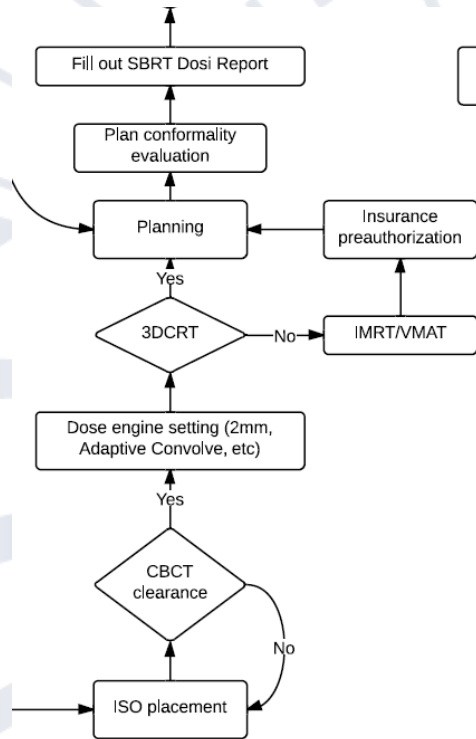 Fill out SBRT Dosi Report
Plan conformality
evaluation
Planning
Insurance
preauthorization
Yes
3DCRT
No
IMRT/VMAT
Dose engine setting (2mm,
Adaptive Convolve, etc)
Yes
CBCT
clearance
No
ISO placement